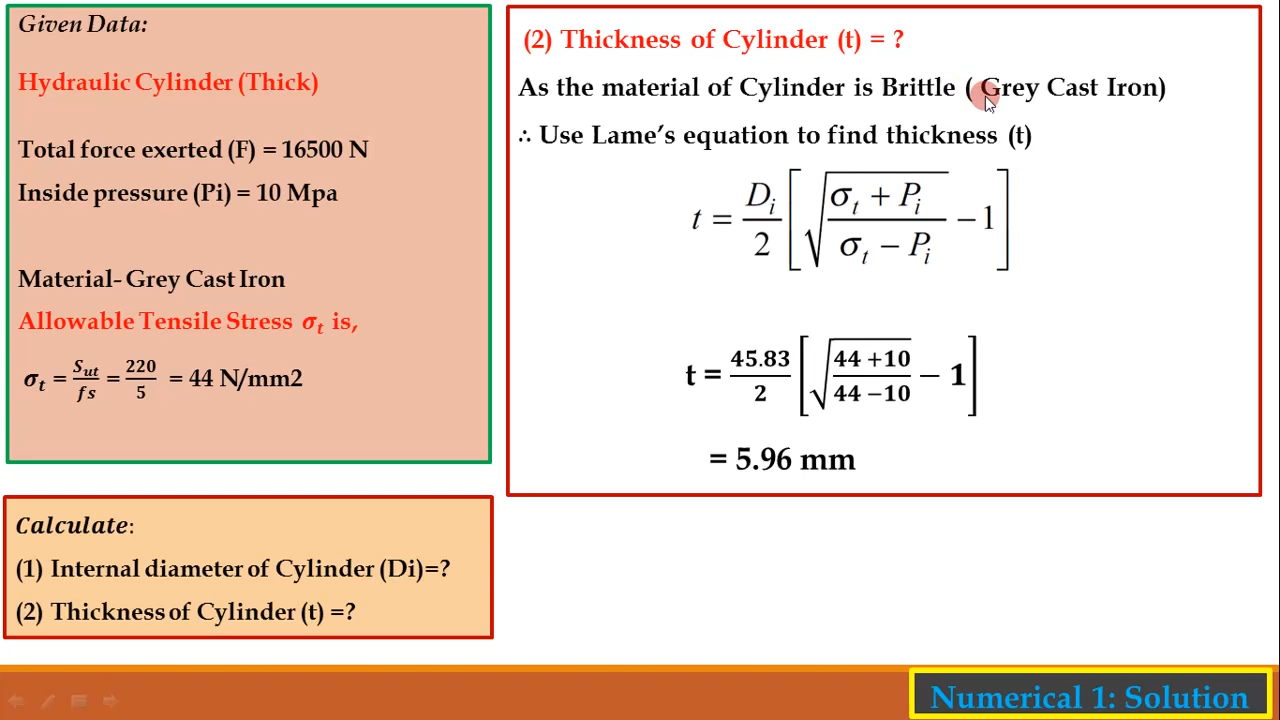 Given Data:
Hydraulic Cylinder (Thick)
Total force exerted (F) = 16500 N
Inside pressure (Pi) = 10 Mpa
Material- Grey Cast Iron
Allowable Tensile Stress σₜ is,
σₜ = Sᵤₜ/fs = 220/5 = 44 N/mm2
Calculate:
(1) Internal diameter of Cylinder (Di)=?
(2) Thickness of Cylinder (t) =?
(2) Thickness of Cylinder (t) = ?
As the material of Cylinder is Brittle ( Grey Cast Iron)
∴ Use Lame’s equation to find thickness (t)
t = Dᵢ/2 [√((σₜ + Pᵢ)/(σₜ − Pᵢ)) − 1]
t = 45.83/2 [√((44 +10)/(44 −10)) − 1]
= 5.96 mm
Numerical 1: Solution